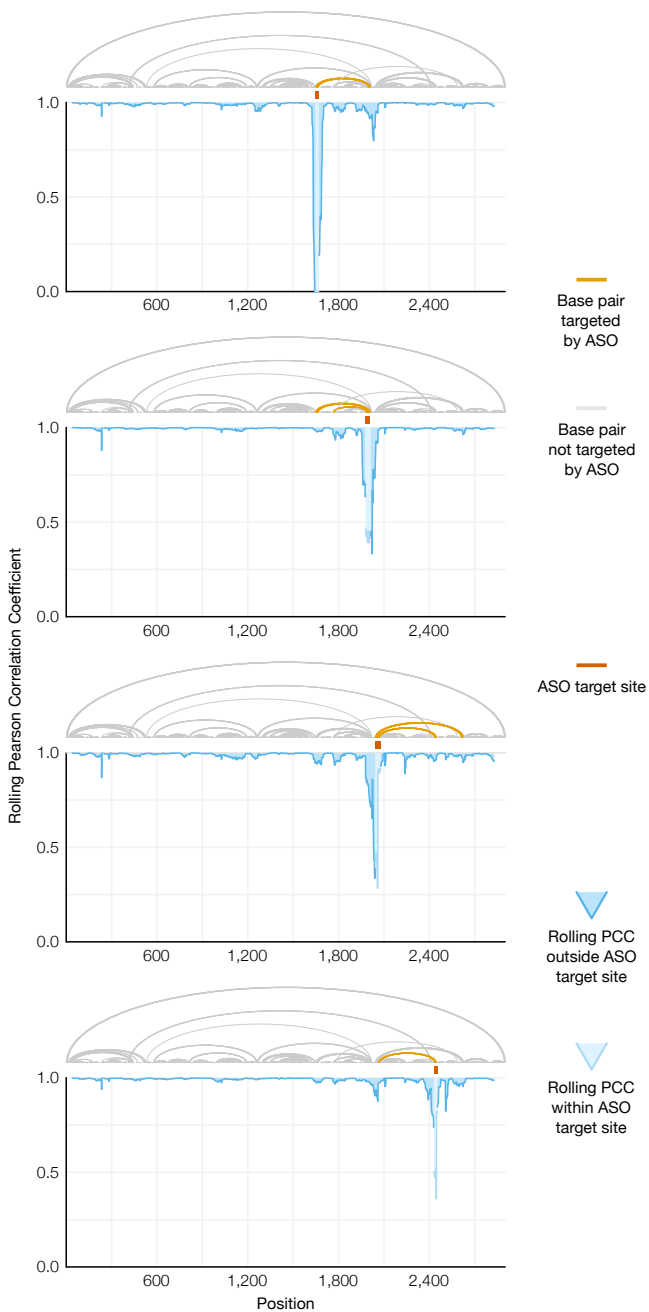 1.0
0.5
0.0
600 1,200 1,800 2,400
Base pair
targeted
by ASO
1.0
0.5
0.0
600 1,200 1,800 2,400
Base pair
not targeted
by ASO
Rolling Pearson Correlation Coefficient
ASO target site
1.0
0.5
0.0
600 1,200 1,800 2,400
Rolling PCC
outside ASO
target site
1.0
0.5
0.0
600 1,200 1,800 2,400
Position
Rolling PCC
within ASO
target site